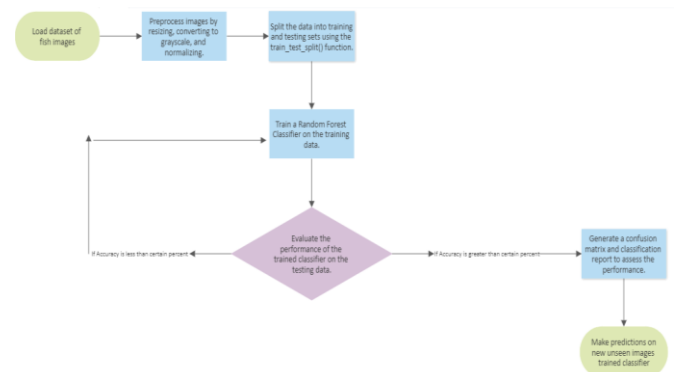 Load dataset of
fish images
Preprocess images by
resizing, converting to
grayscale, and
normalizing.
Split the data into training
and testing sets using the
train_test_split() function.
Train a Random Forest
Classifier on the training
data.
Evaluate the
performance of the
trained classifier on the
testing data.
If Accuracy is less than certain percent
If Accuracy is greater than certain percent
Generate a confusion
matrix and classification
report to assess the
performance.
Make predictions on
new unseen images
trained classifier